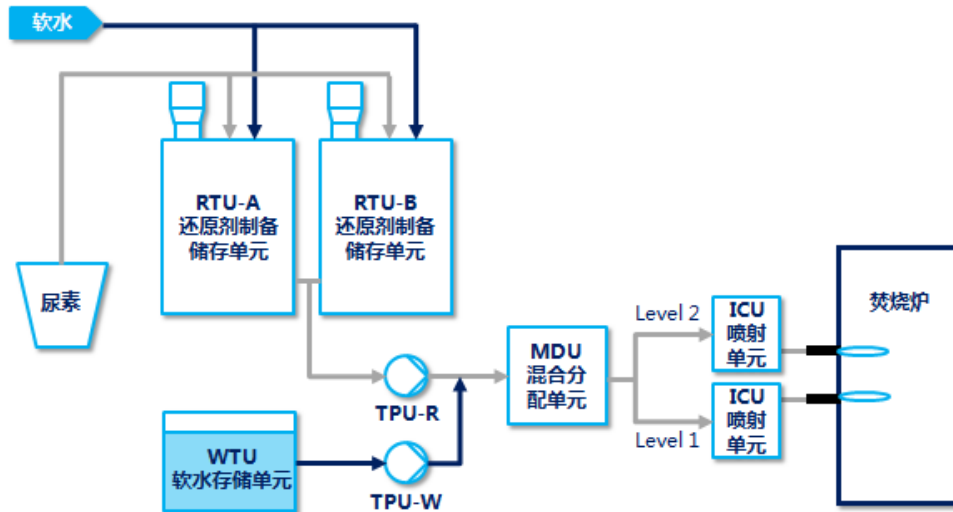 软水
RTU-A
还原剂制备
储存单元
RTU-B
还原剂制备
储存单元
尿素
焚烧炉
Level 2
ICU
喷射
单元
MDU
混合分
配单元
TPU-R
ICU
喷射
单元
Level 1
WTU
软水存储单元
TPU-W